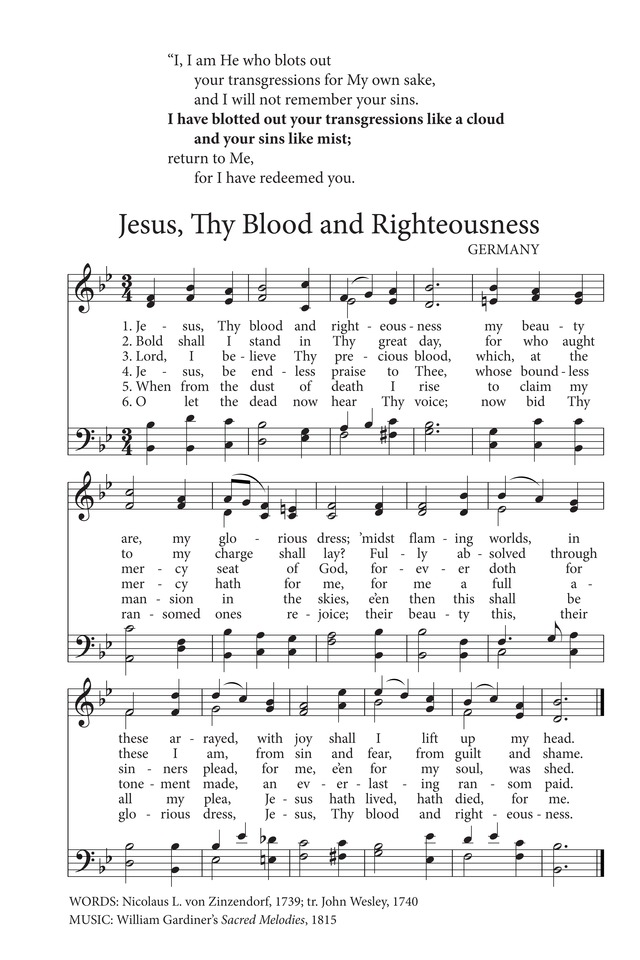 “I, I am He who blots out
your transgressions for My own sake,
and I will not remember your sins.
I have blotted out your transgressions like a cloud
and your sins like mist;
return to Me,
for I have redeemed you.
Jesus, Thy Blood and Righteousness
GERMANY
3 4
1. Je - sus, Thy blood and right - eous - ness my beau - ty
2. Bold shall I stand in Thy great day, for who aught
3. Lord, I be - lieve Thy pre - cious blood, which, at the
4. Je - sus, be end - less praise to Thee, whose bound - less
5. When from the dust of death I rise to claim my
6. O let the dead now hear Thy voice; now bid Thy
3 4
are, my glo - rious dress; ’midst flam - ing worlds, in
to my charge shall lay? Ful - ly ab - solved through
mer - cy seat of God, for - ev - er doth for
mer - cy hath for me, for me a full a -
man - sion in the skies, e’en then this shall be
ran - somed ones re - joice; their beau - ty this, their
these ar - rayed, with joy shall I lift up my head.
these I am, from sin and fear, from guilt and shame.
sin - ners plead, for me, e’en for my soul, was shed.
tone - ment made, an ev - er - last - ing ran - som paid.
all my plea, Je - sus hath lived, hath died, for me.
glo - rious dress, Je - sus, Thy blood and right - eous - ness.
WORDS: Nicolaus L. von Zinzendorf, 1739; tr. John Wesley, 1740
MUSIC: William Gardiner’s Sacred Melodies, 1815